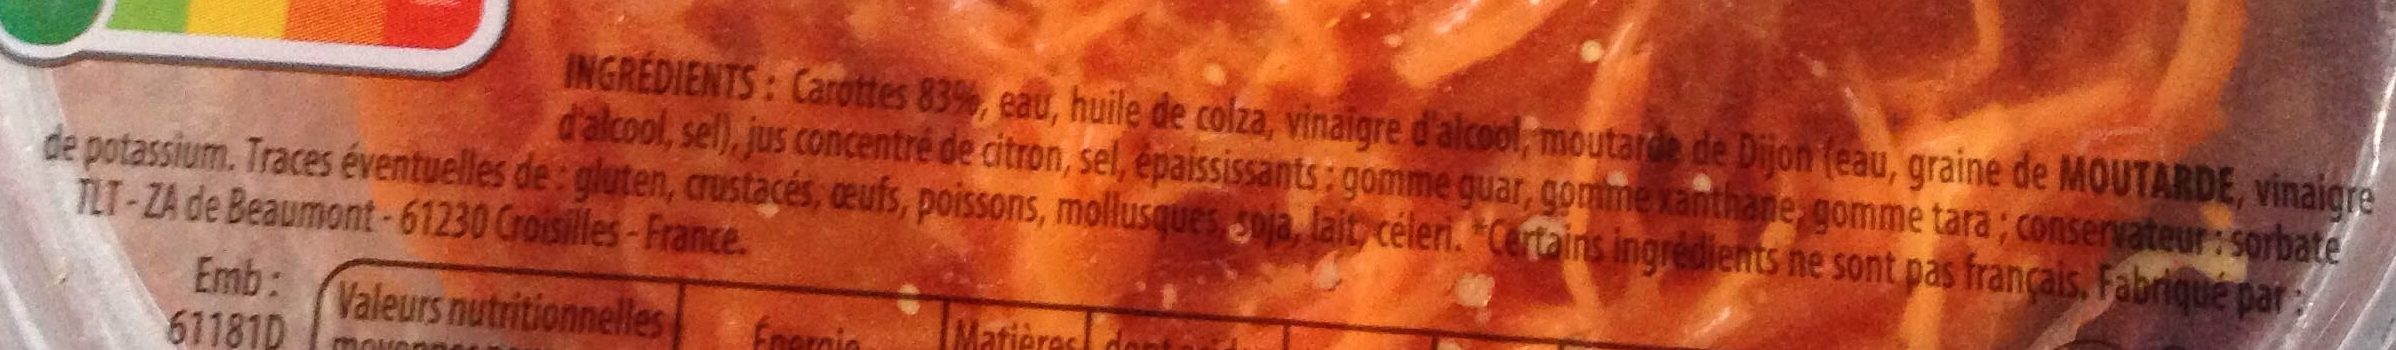 INGRÉDIENTS : Carottes 83%, eau, huile de colza, vinaigre d'alcool, moutarde de Dijon (eau, graine de MOUTARDE, vinaigre
d'alcool, sel), jus concentré de citron, sel, épaississants : gomme guar, gomme xanthane, gomme tara ; conservateur : sorbate
de potassium. Traces éventuelles de : gluten, crustacés, œufs, poissons, mollusques, soja, lait, céleri. *Certains ingrédients ne sont pas français. Fabriqué par :
TLT - ZA de Beaumont - 61230 Croisilles - France.
Emb :
61181D
Valeurs nutritionnelles
Énergie
Matières